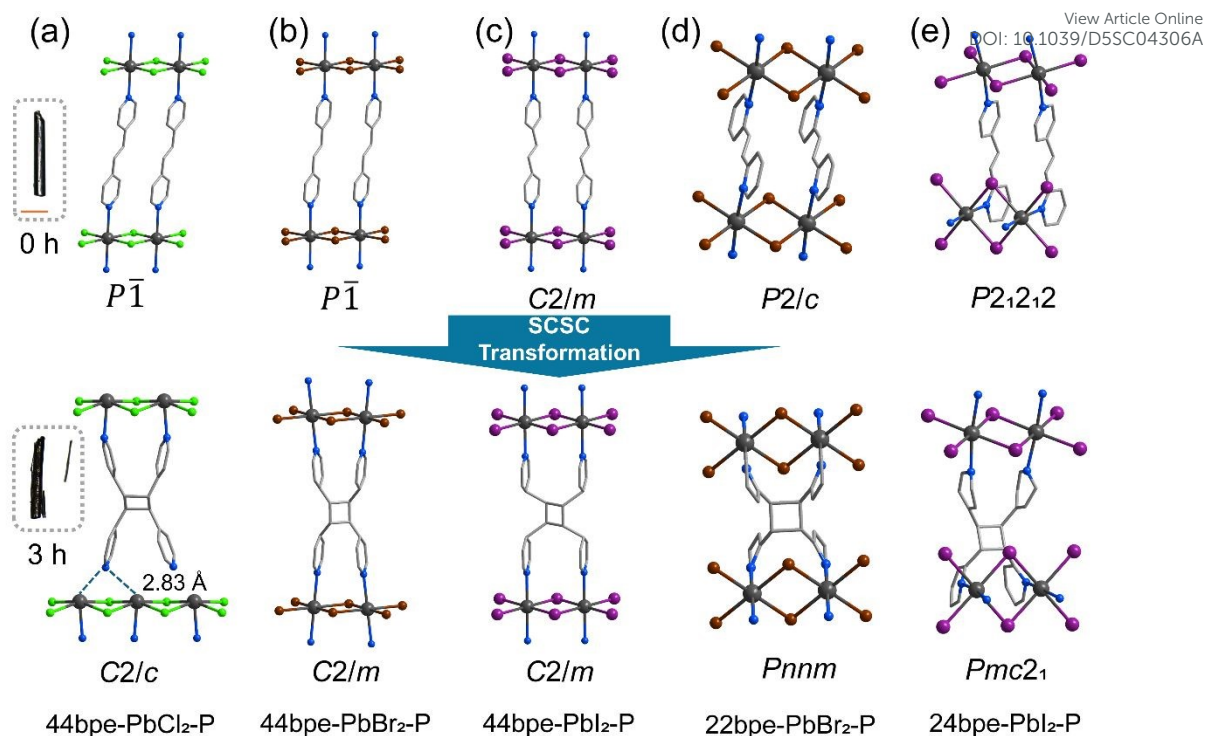 View Article Online
DOI: 10.1039/D5SC04306A
(a) (b) (c) (d) (e)
0 h
P1̅ P1̅ C2/m P2/c P2₁2₁2
SCSC
Transformation
3 h
2.83 Å
C2/c C2/m C2/m Pnnm Pmc2₁
44bpe-PbCl₂-P 44bpe-PbBr₂-P 44bpe-PbI₂-P 22bpe-PbBr₂-P 24bpe-PbI₂-P